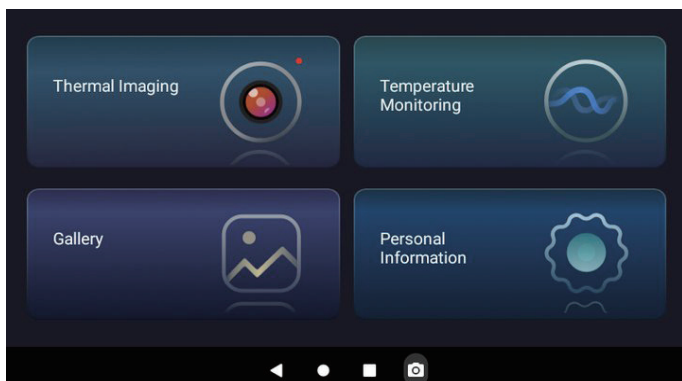 Thermal Imaging
Temperature
Monitoring
Gallery
Personal
Information